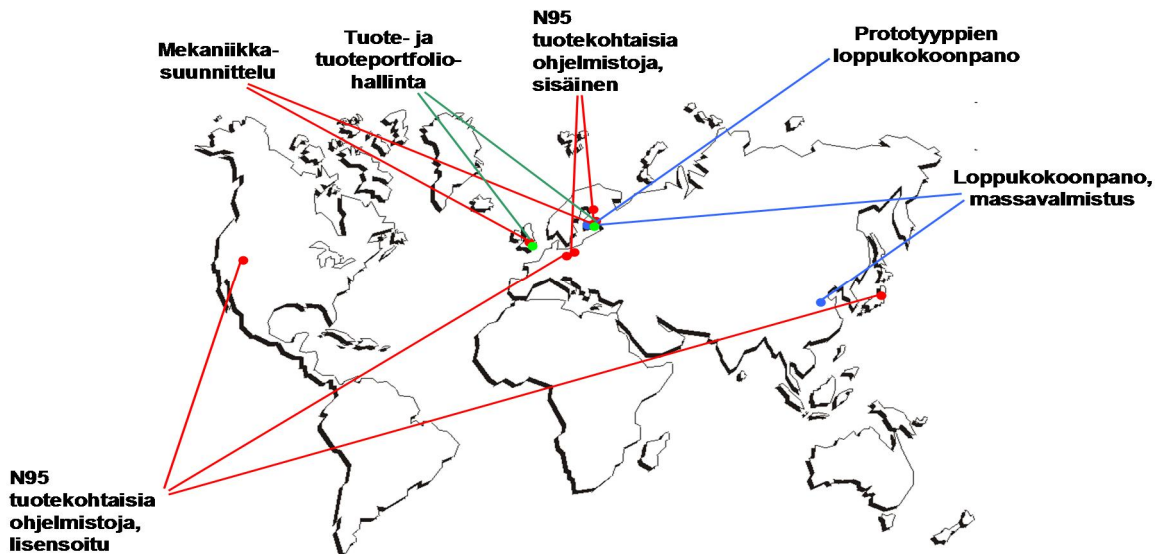 Mekaniikka-
suunnittelu
Tuote- ja
tuoteportfolio-
hallinta
N95
tuotekohtaisia
ohjelmistoja,
sisäinen
Prototyyppien
loppukokoonpano
Loppukokoonpano,
massavalmistus
N95
tuotekohtaisia
ohjelmistoja,
lisensoitu